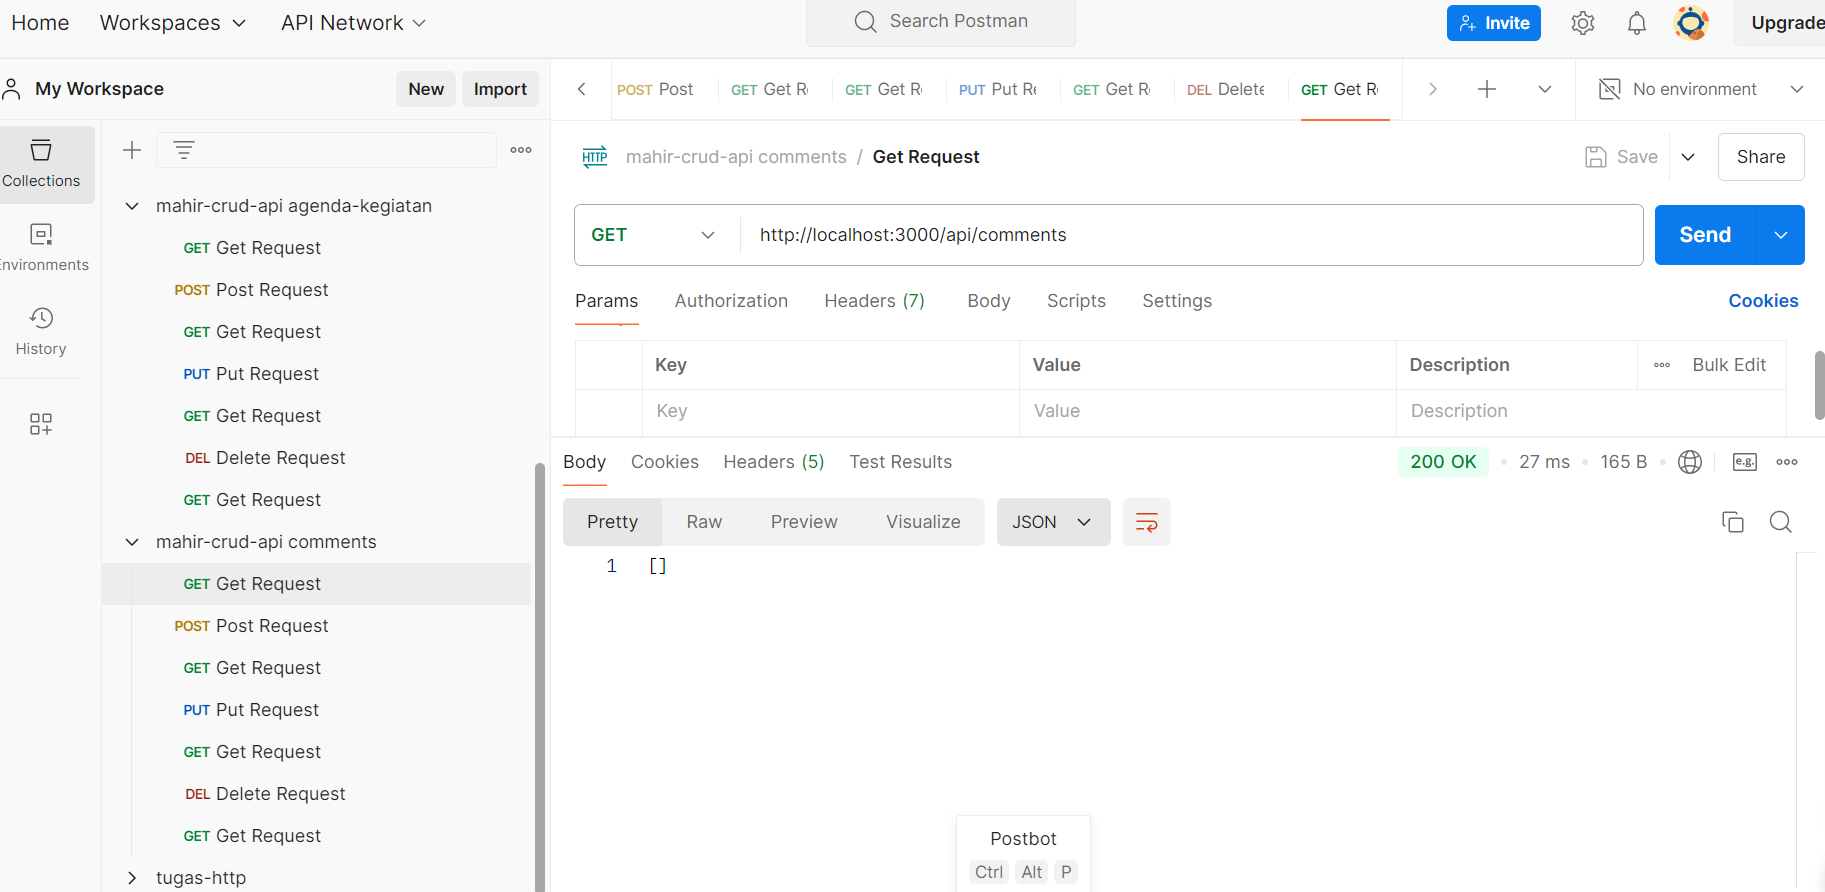 Home Workspaces API Network Search Postman Invite Upgrade
My Workspace New Import
POST Post GET Get R GET Get R PUT Put Re GET Get R DEL Delete GET Get Re No environment
Collections
Environments
History
mahir-crud-api agenda-kegiatan
GET Get Request
POST Post Request
GET Get Request
PUT Put Request
GET Get Request
DEL Delete Request
GET Get Request
mahir-crud-api comments
GET Get Request
POST Post Request
GET Get Request
PUT Put Request
GET Get Request
DEL Delete Request
GET Get Request
tugas-http
HTTP mahir-crud-api comments / Get Request Save Share
GET http://localhost:3000/api/comments Send
Params Authorization Headers (7) Body Scripts Settings Cookies
Key Value Description Bulk Edit
Key Value Description
Body Cookies Headers (5) Test Results 200 OK 27 ms 165 B e.g.
Pretty Raw Preview Visualize JSON
1 []
Postbot
Ctrl Alt P